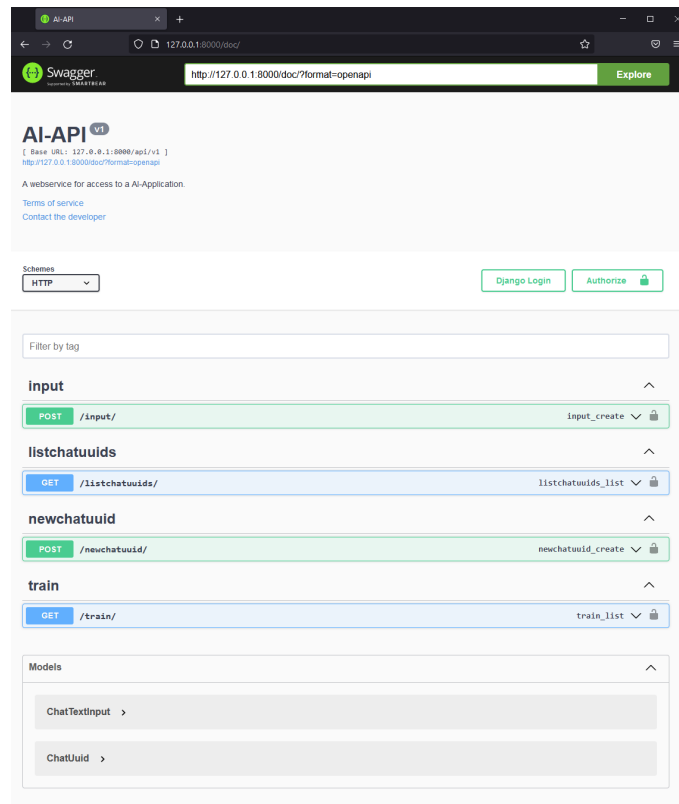 AI-API
127.0.0.1:8000/doc/
Swagger
Supported by SMARTBEAR
http://127.0.0.1:8000/doc/?format=openapi
Explore
AI-API v1
[ Base URL: 127.0.0.1:8000/api/v1 ]
http://127.0.0.1:8000/doc/?format=openapi
A webservice for access to a AI-Application.
Terms of service
Contact the developer
Schemes
HTTP
Django Login
Authorize
Filter by tag
input
POST /input/ input_create
listchatuuids
GET /listchatuuids/ listchatuuids_list
newchatuuid
POST /newchatuuid/ newchatuuid_create
train
GET /train/ train_list
Models
ChatTextInput
ChatUuid